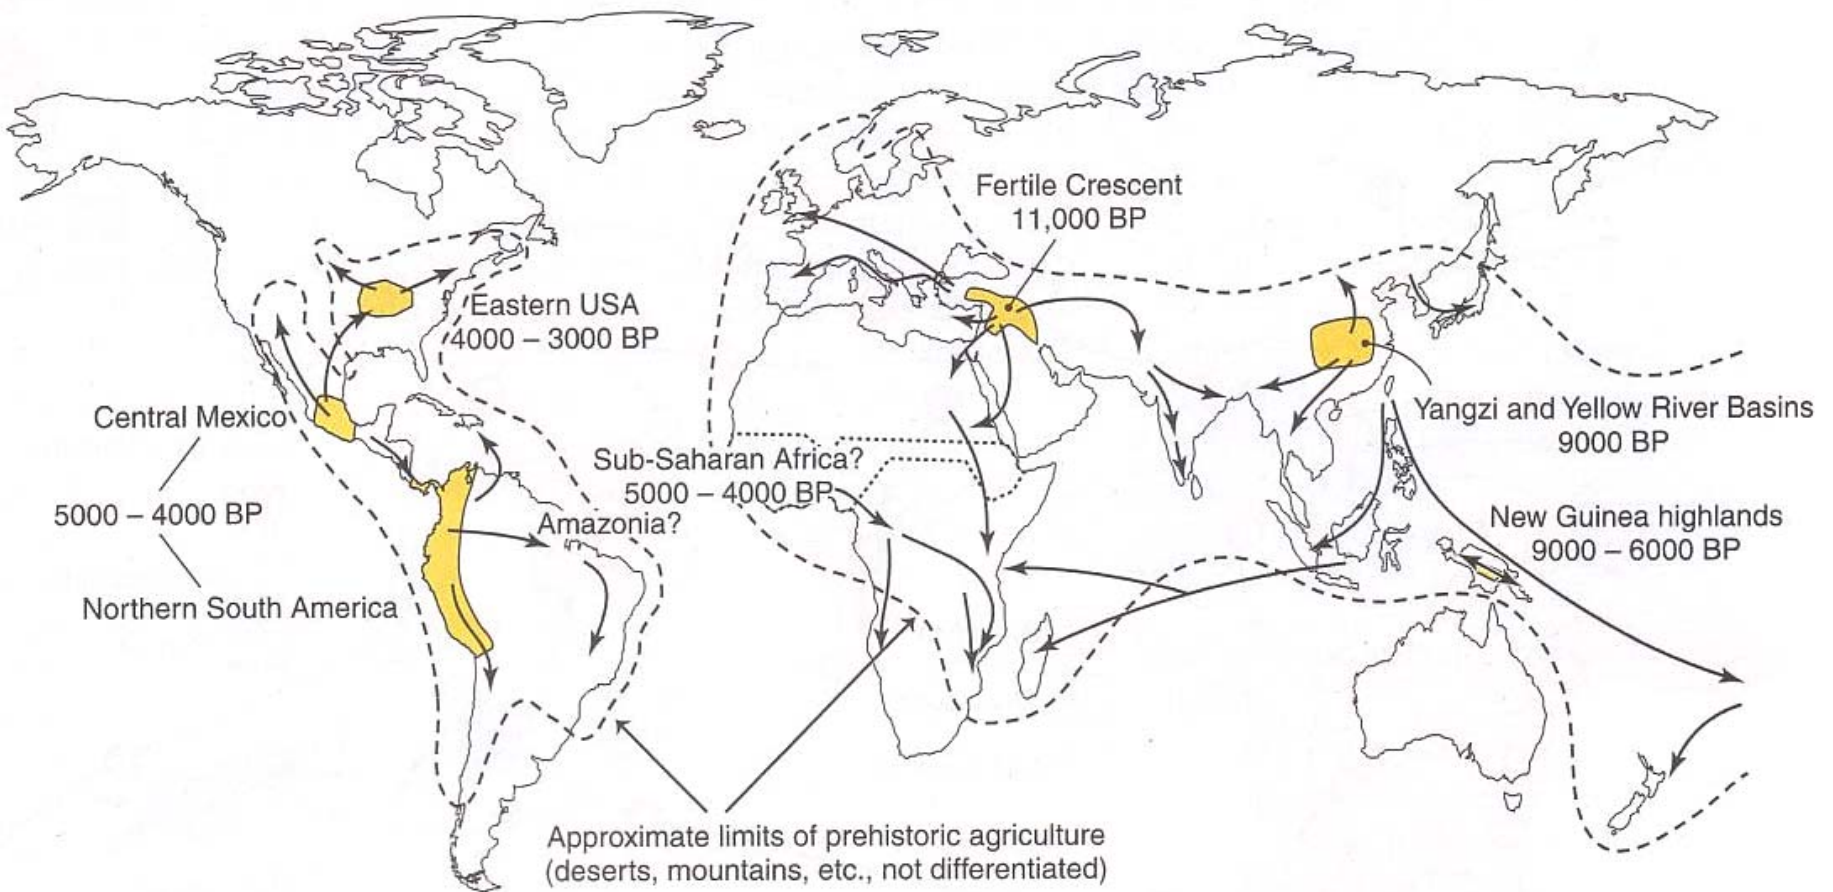 Fertile Crescent
11,000 BP
Eastern USA
4000 – 3000 BP
Central Mexico
5000 – 4000 BP
Northern South America
Sub-Saharan Africa?
5000 – 4000 BP
Amazonia?
Yangzi and Yellow River Basins
9000 BP
New Guinea highlands
9000 – 6000 BP
Approximate limits of prehistoric agriculture
(deserts, mountains, etc., not differentiated)